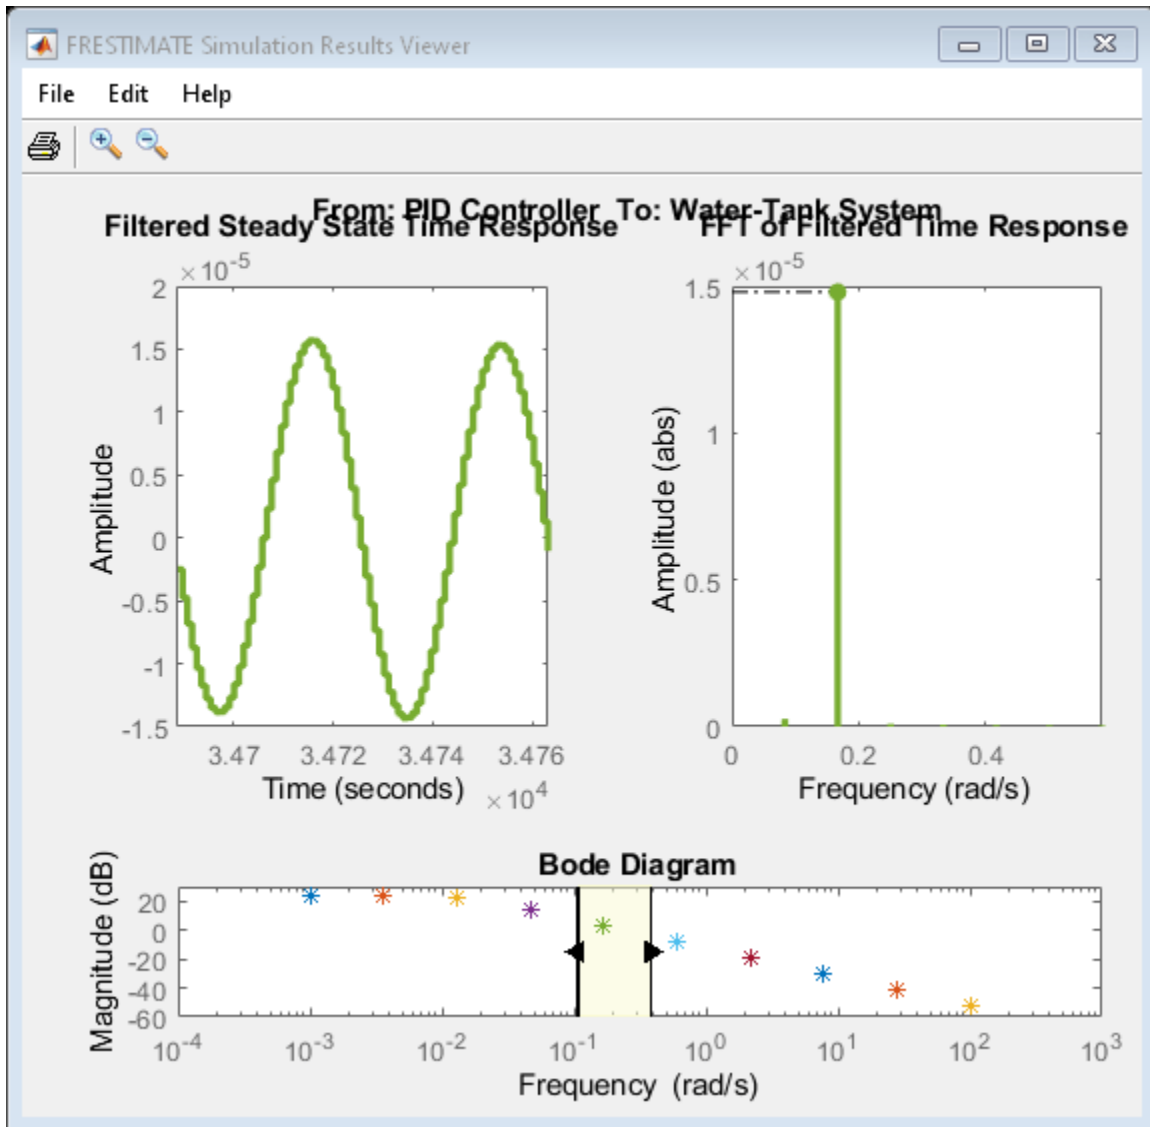 FRESTIMATE Simulation Results Viewer
File Edit Help
From: PID Controller To: Water-Tank System
Filtered Steady State Time Response
×10^-5
2
1.5
1
0.5
0
-0.5
-1
-1.5
Amplitude
3.47 3.472 3.474 3.476
Time (seconds) ×10^4
FFT of Filtered Time Response
×10^-5
1.5
1
0.5
0
Amplitude (abs)
0 0.2 0.4
Frequency (rad/s)
Bode Diagram
20
0
-20
-40
-60
Magnitude (dB)
10^-4 10^-3 10^-2 10^-1 10^0 10^1 10^2 10^3
Frequency (rad/s)